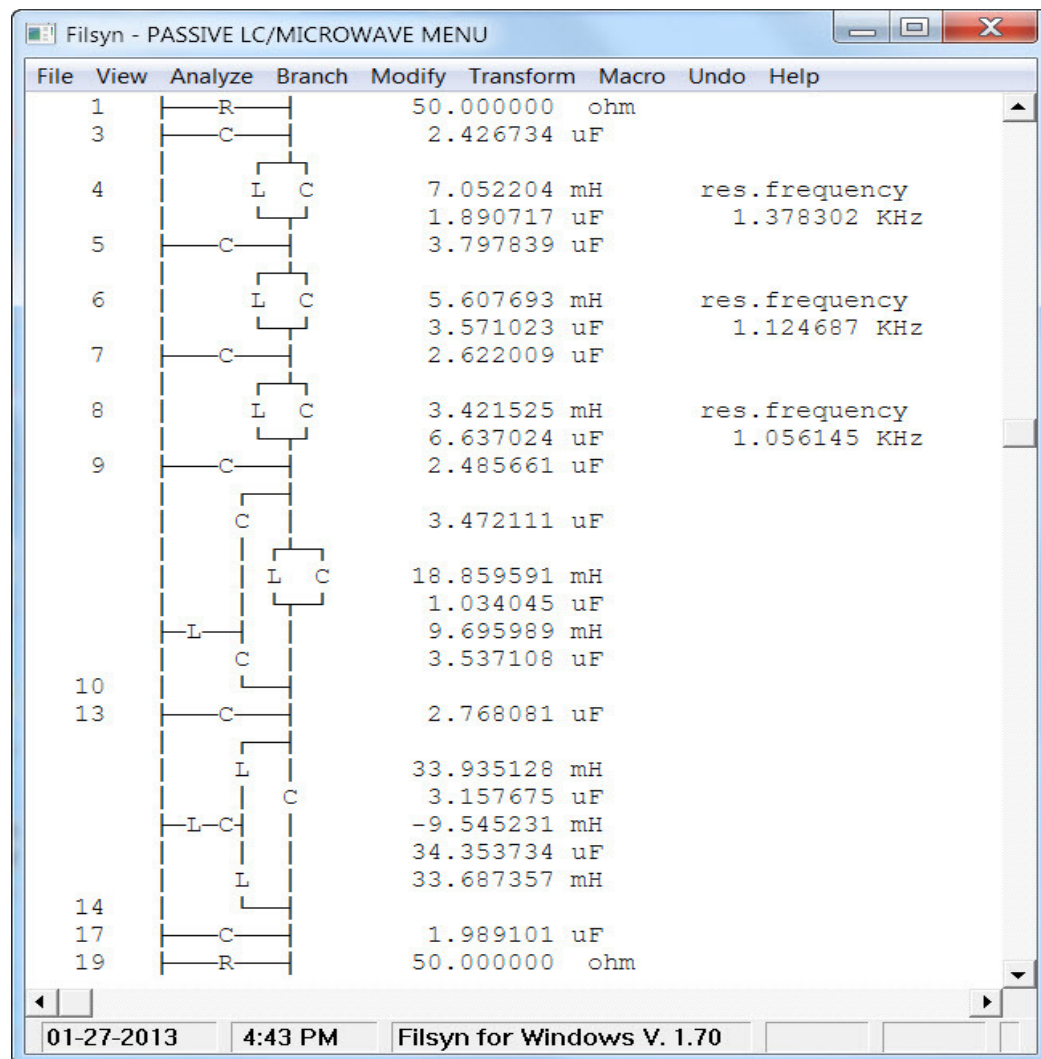 Filsyn - PASSIVE LC/MICROWAVE MENU
File View Analyze Branch Modify Transform Macro Undo Help
1 R 50.000000 ohm
3 C 2.426734 uF
4 L C 7.052204 mH res.frequency
1.890717 uF 1.378302 KHz
5 C 3.797839 uF
6 L C 5.607693 mH res.frequency
3.571023 uF 1.124687 KHz
7 C 2.622009 uF
8 L C 3.421525 mH res.frequency
6.637024 uF 1.056145 KHz
9 C 2.485661 uF
C 3.472111 uF
L C 18.859591 mH
1.034045 uF
L 9.695989 mH
C 3.537108 uF
10
13 C 2.768081 uF
L 33.935128 mH
C 3.157675 uF
L C -9.545231 mH
34.353734 uF
L 33.687357 mH
14
17 C 1.989101 uF
19 R 50.000000 ohm
01-27-2013 4:43 PM Filsyn for Windows V. 1.70